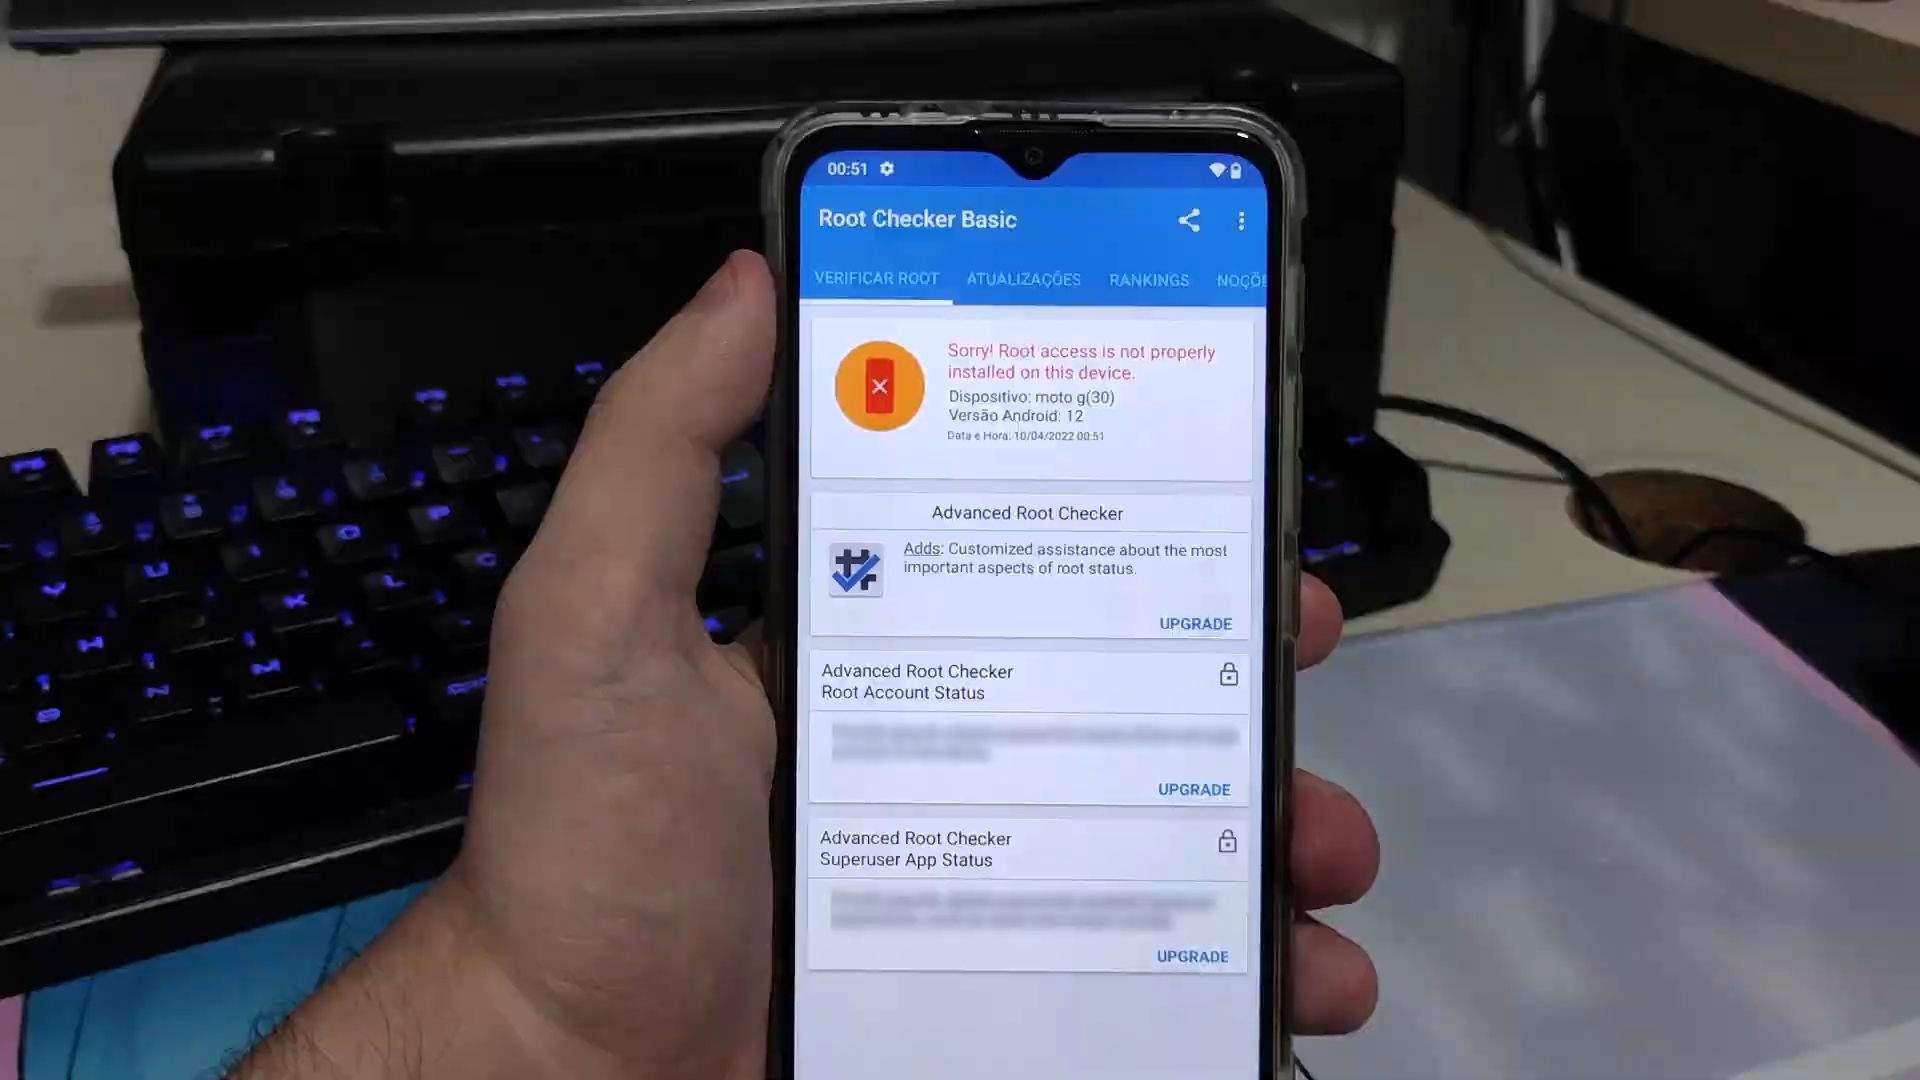 00:51
Root Checker Basic
VERIFICAR ROOT ATUALIZAÇÕES RANKINGS NOÇÕE
Sorry! Root access is not properly
installed on this device.
Dispositivo: moto g(30)
Versão Android: 12
Data e Hora: 10/04/2022 00:51
Advanced Root Checker
Adds: Customized assistance about the most
important aspects of root status.
UPGRADE
Advanced Root Checker
Root Account Status
UPGRADE
Advanced Root Checker
Superuser App Status
UPGRADE